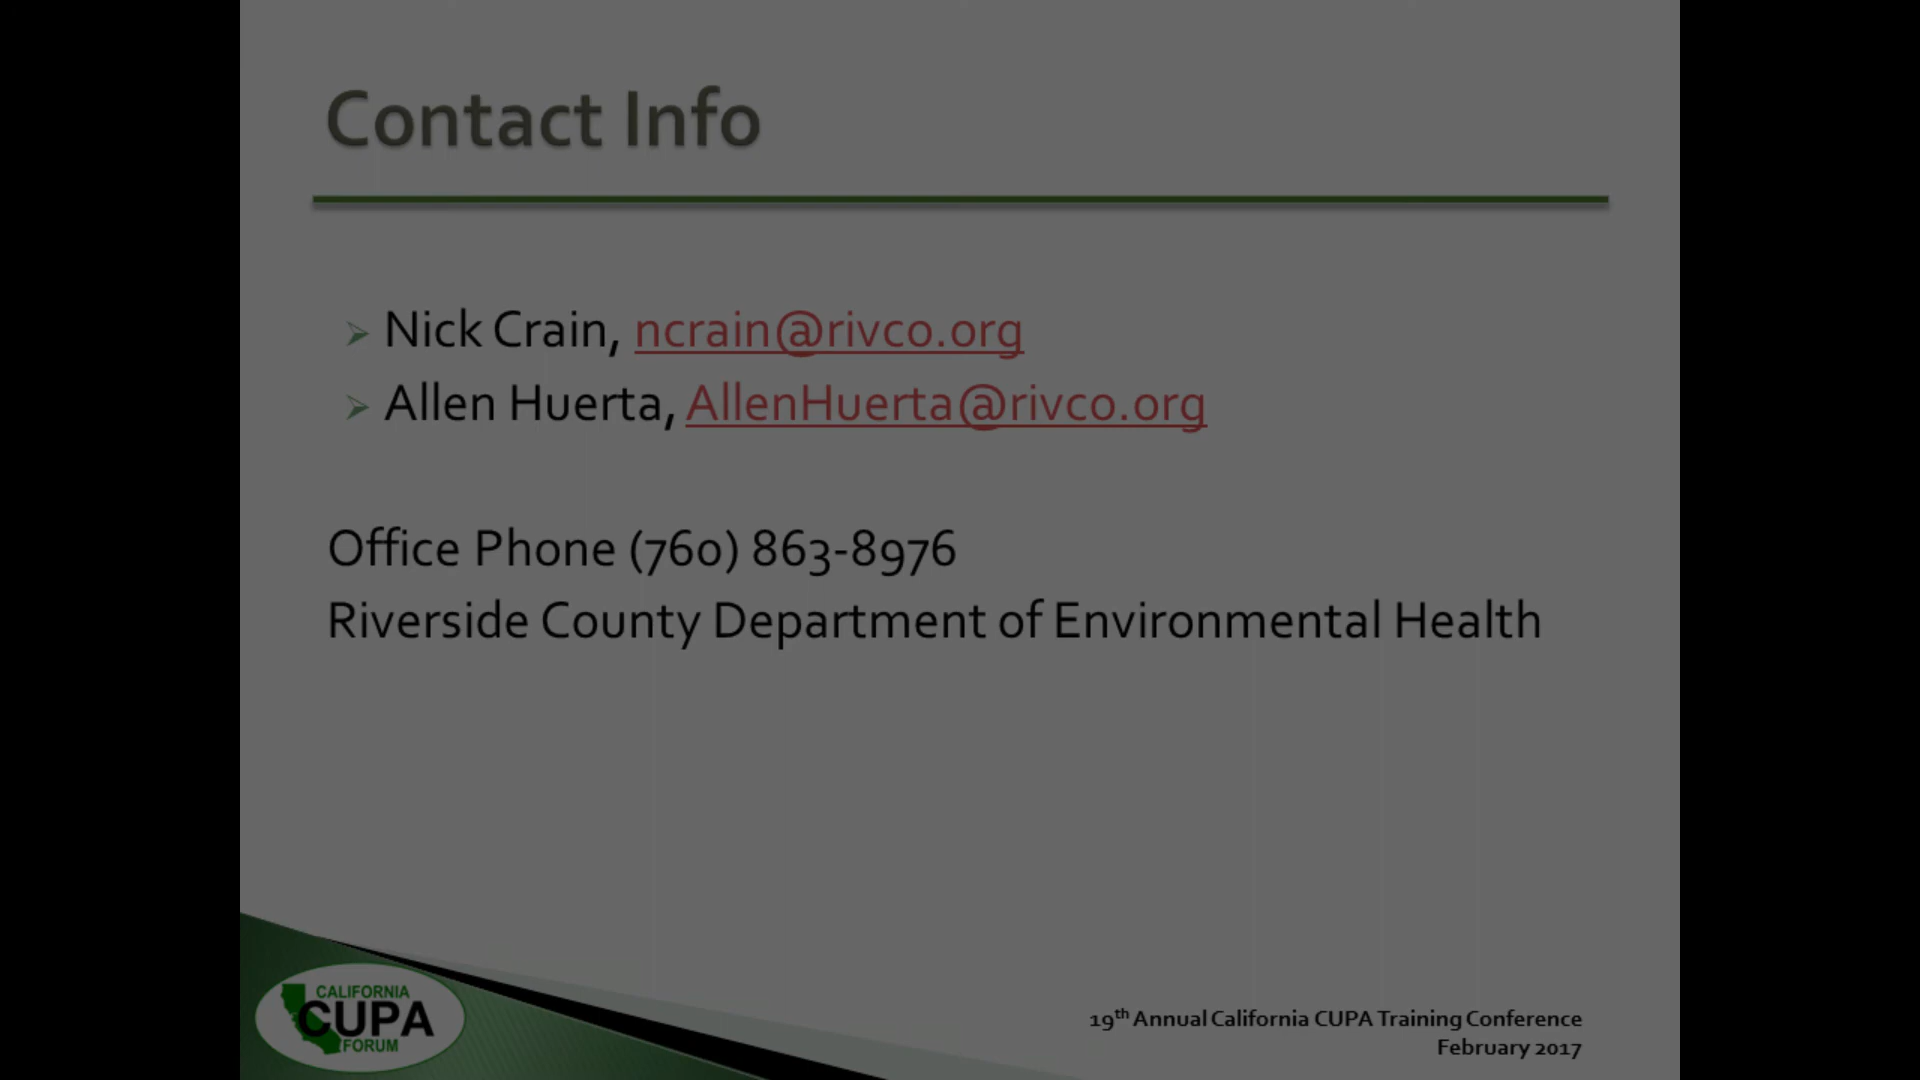 Contact Info
Nick Crain, ncrain@rivco.org
Allen Huerta, AllenHuerta@rivco.org
Office Phone (760) 863-8976
Riverside County Department of Environmental Health
CALIFORNIA
CUPA
FORUM
19th Annual California CUPA Training Conference
February 2017